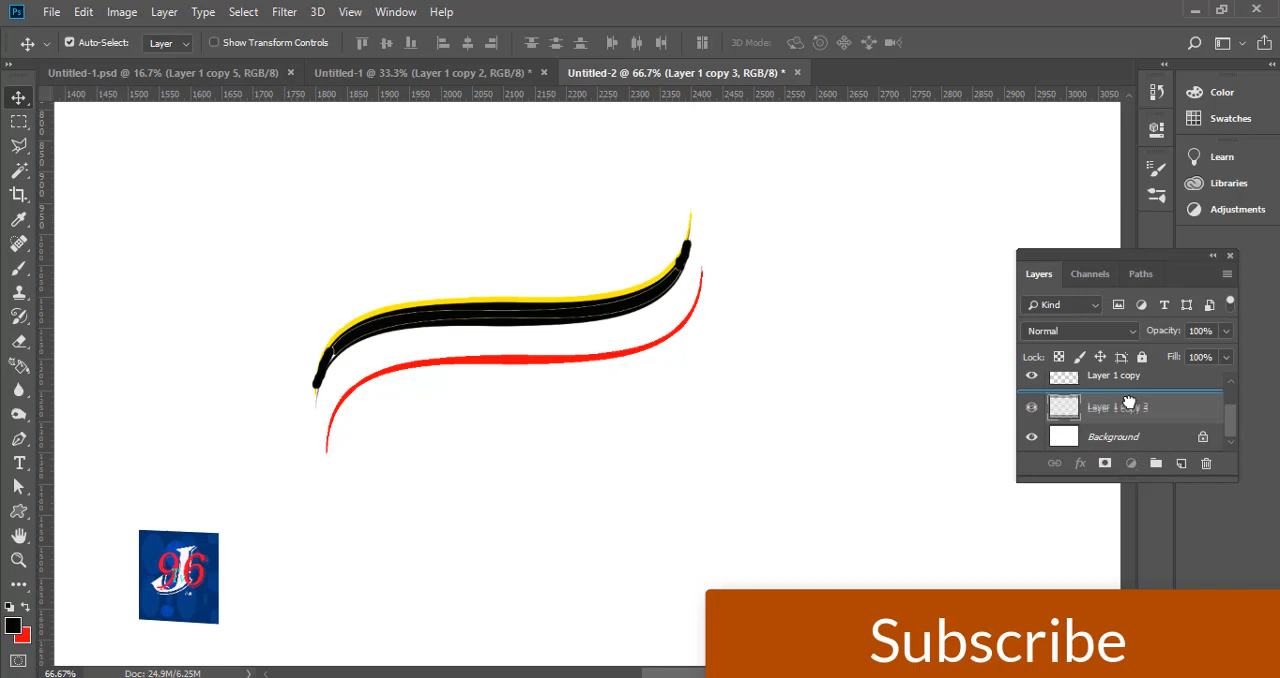 Ps File Edit Image Layer Type Select Filter 3D View Window Help
Auto-Select: Layer Show Transform Controls 3D Mode:
Untitled-1.psd @ 16.7% (Layer 1 copy 5, RGB/8) × Untitled-1 @ 33.3% (Layer 1 copy 2, RGB/8) * × Untitled-2 @ 66.7% (Layer 1 copy 3, RGB/8) * ×
1400 1450 1500 1550 1600 1650 1700 1750 1800 1850 1900 1950 2000 2050 2100 2150 2200 2250 2300 2350 2400 2450 2500 2550 2600 2650 2700 2750 2800 2850 2900 2950 3000 3050
Color
Swatches
Learn
Libraries
Adjustments
Layers Channels Paths
Kind
Normal Opacity: 100%
Lock: Fill: 100%
Layer 1 copy
Background
96
Subscribe
66.67% Doc: 24.9M/6.25M